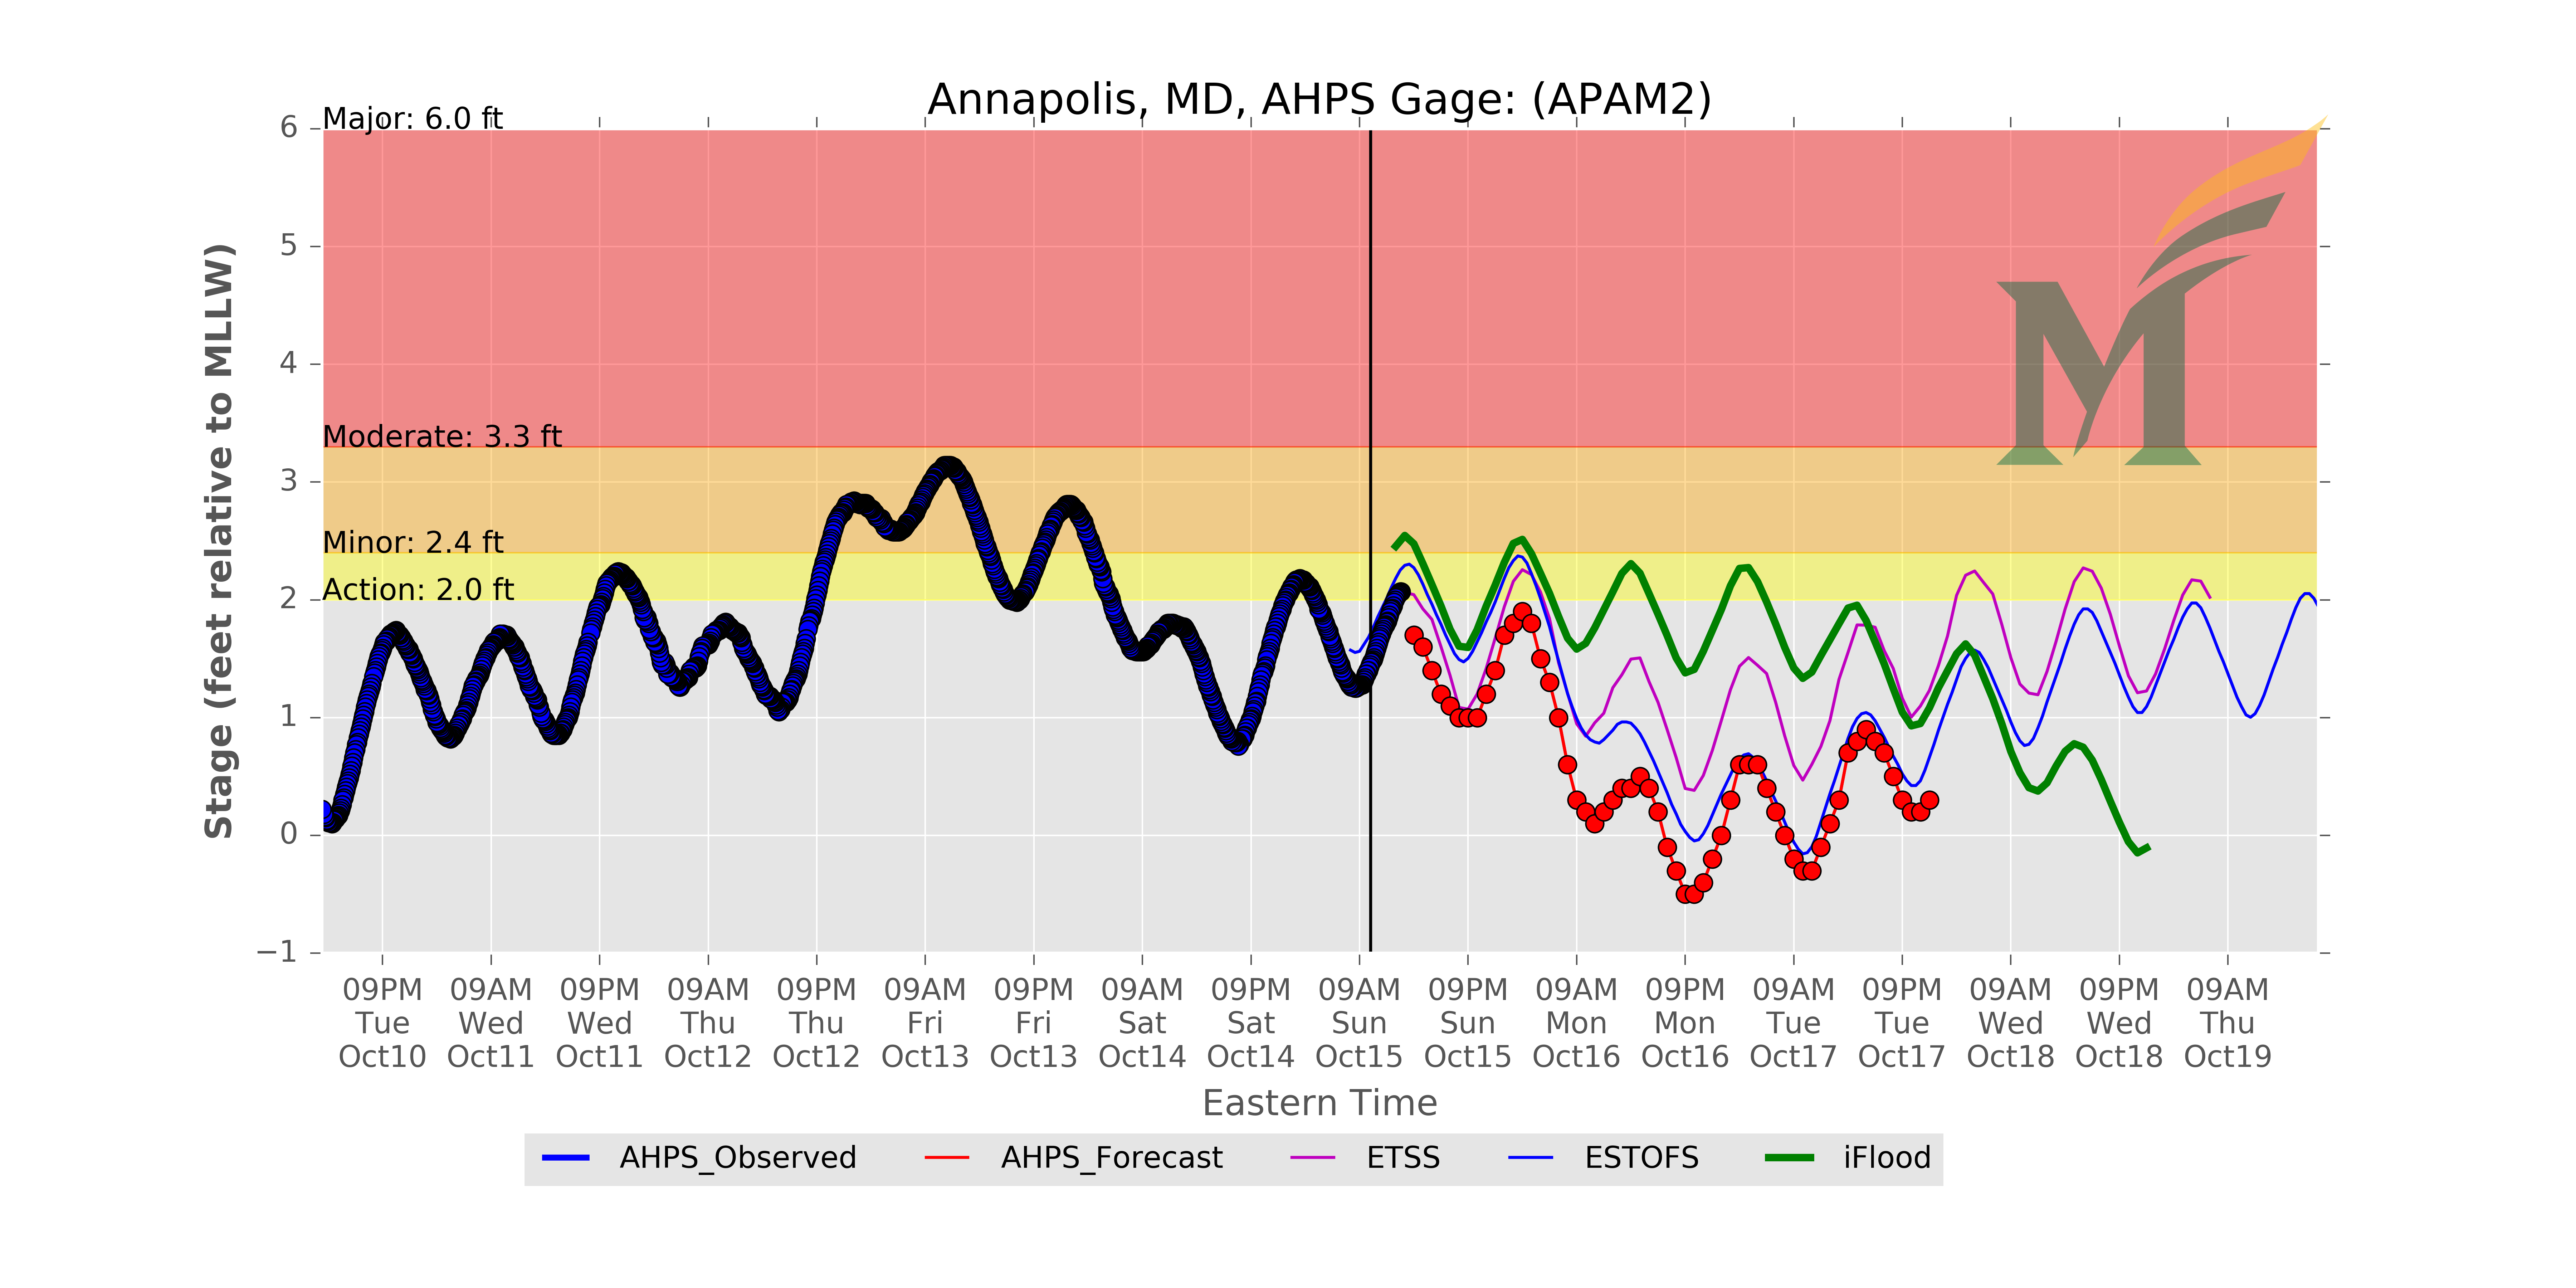 Annapolis, MD, AHPS Gage: (APAM2)
Major: 6.0 ft
Moderate: 3.3 ft
Minor: 2.4 ft
Action: 2.0 ft
6
5
4
3
2
1
0
−1
Stage (feet relative to MLLW)
09PM 09AM 09PM 09AM 09PM 09AM 09PM 09AM 09PM 09AM 09PM 09AM 09PM 09AM 09PM 09AM 09PM 09AM
Tue Wed Wed Thu Thu Fri Fri Sat Sat Sun Sun Mon Mon Tue Tue Wed Wed Thu
Oct10 Oct11 Oct11 Oct12 Oct12 Oct13 Oct13 Oct14 Oct14 Oct15 Oct15 Oct16 Oct16 Oct17 Oct17 Oct18 Oct18 Oct19
Eastern Time
AHPS_Observed AHPS_Forecast ETSS ESTOFS iFlood
M